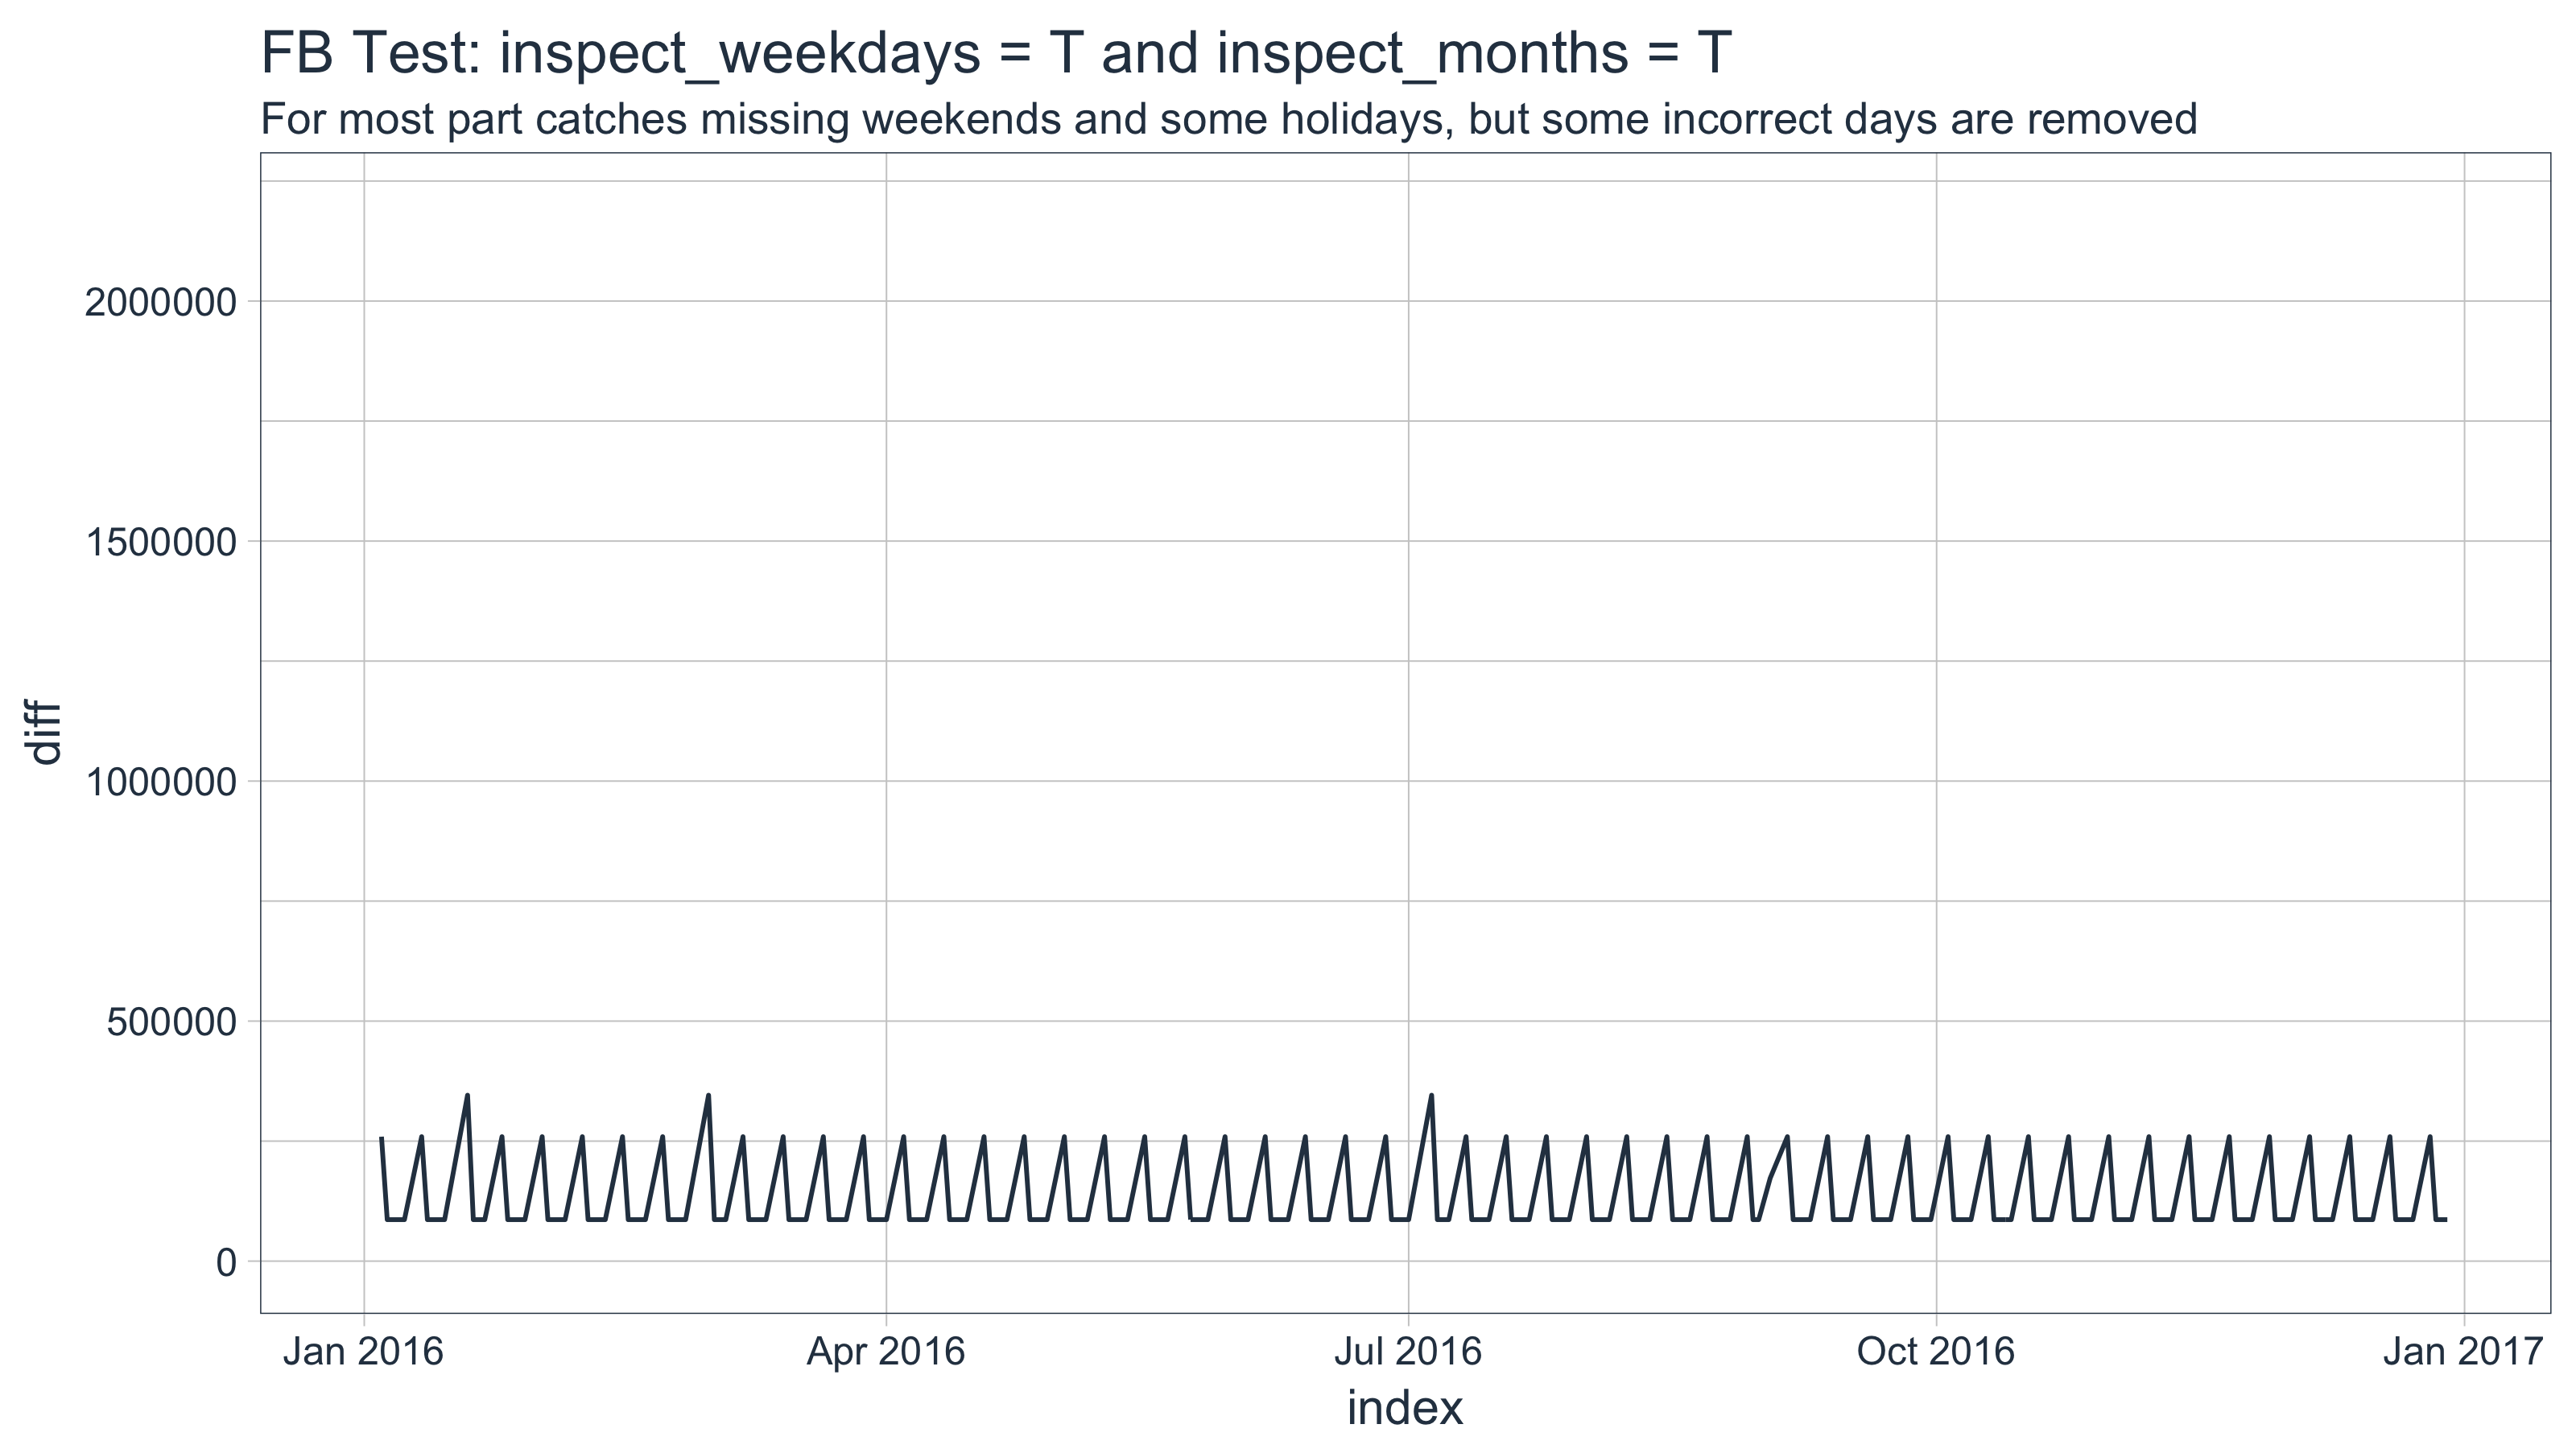 FB Test: inspect_weekdays = T and inspect_months = T
For most part catches missing weekends and some holidays, but some incorrect days are removed
2000000
1500000
1000000
500000
0
diff
Jan 2016
Apr 2016
Jul 2016
Oct 2016
Jan 2017
index